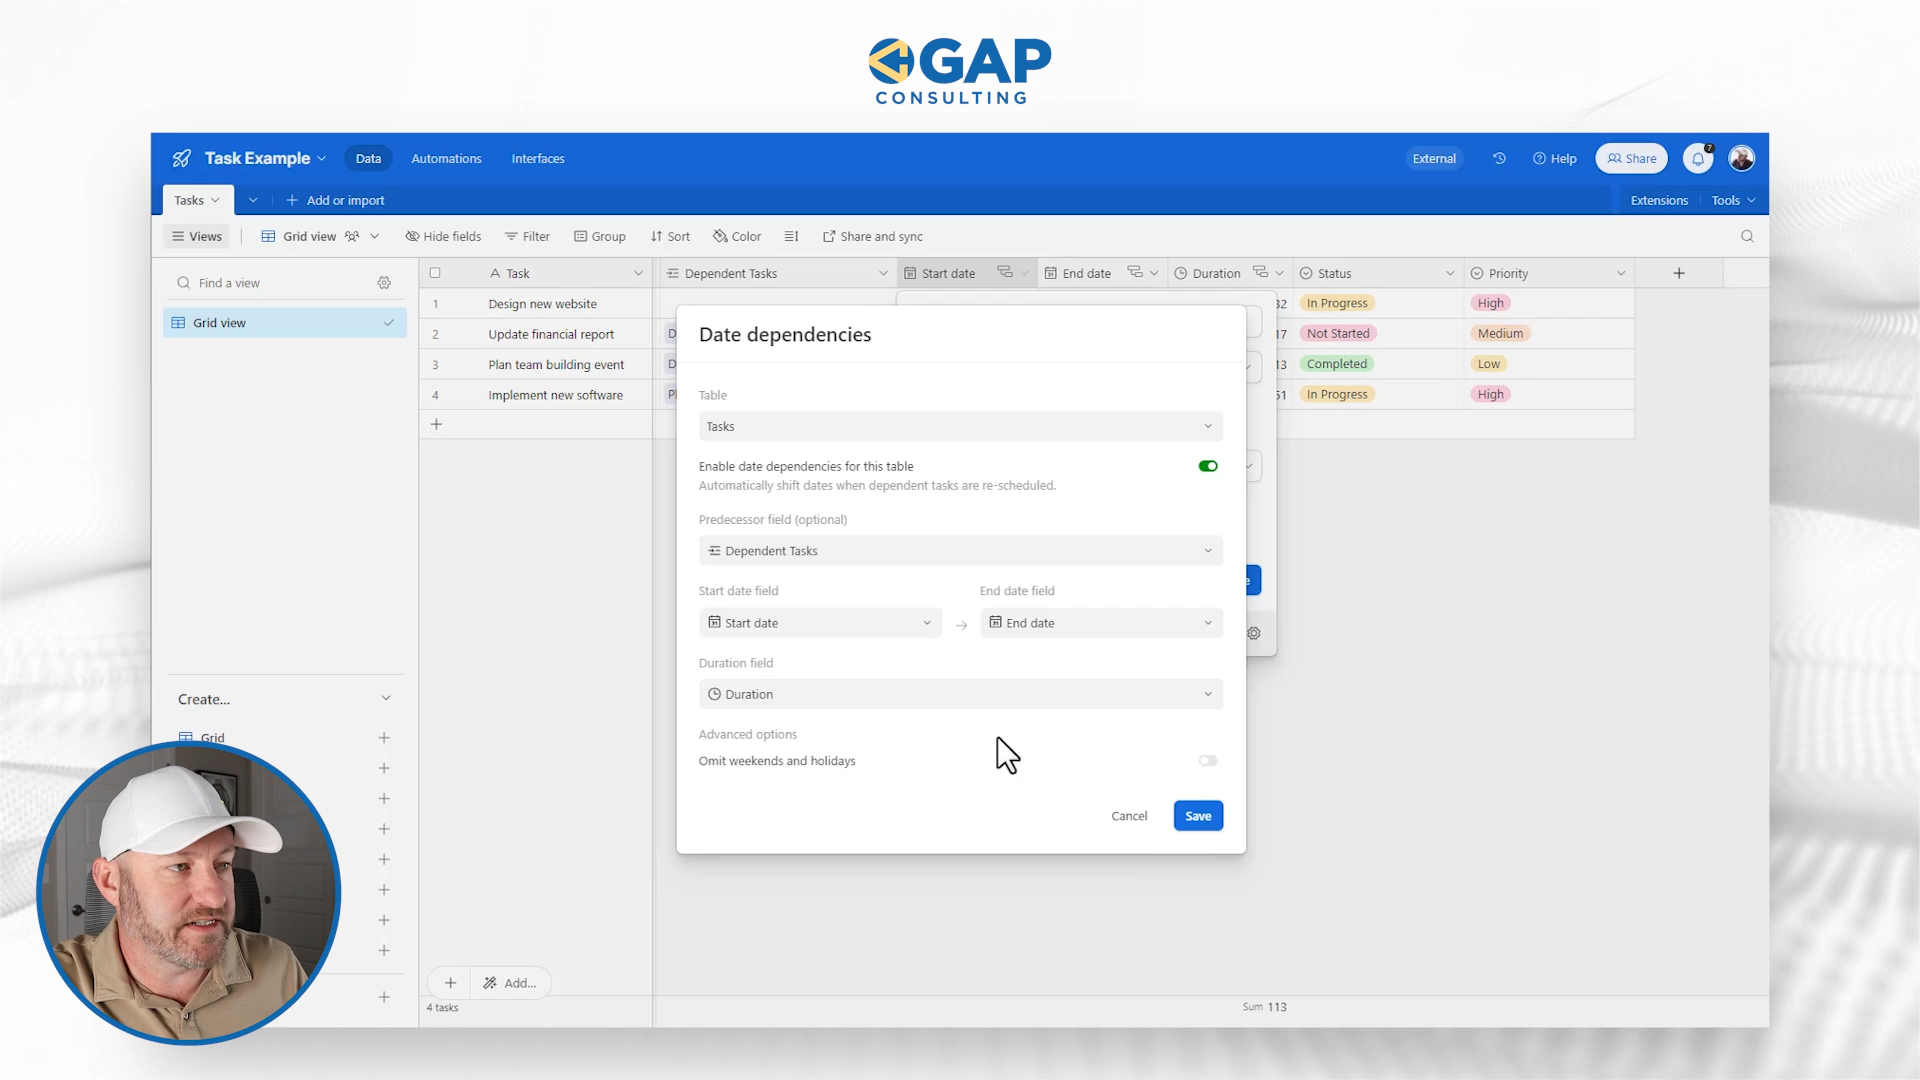 GAP
CONSULTING
Task Example
Data
Automations
Interfaces
External
Help
Share
7
Tasks
Add or import
Extensions
Tools
Views
Grid view
Hide fields
Filter
Group
Sort
Color
Share and sync
Find a view
Grid view
Task
Dependent Tasks
Start date
End date
Duration
Status
Priority
1 Design new website 32 In Progress High
2 Update financial report D 17 Not Started Medium
3 Plan team building event D 13 Completed Low
4 Implement new software Pl 51 In Progress High
Date dependencies
Table
Tasks
Enable date dependencies for this table
Automatically shift dates when dependent tasks are re-scheduled.
Predecessor field (optional)
Dependent Tasks
Start date field
End date field
Start date
End date
Duration field
Duration
Advanced options
Omit weekends and holidays
Cancel
Save
e
Create...
Grid
Add...
4 tasks
Sum 113